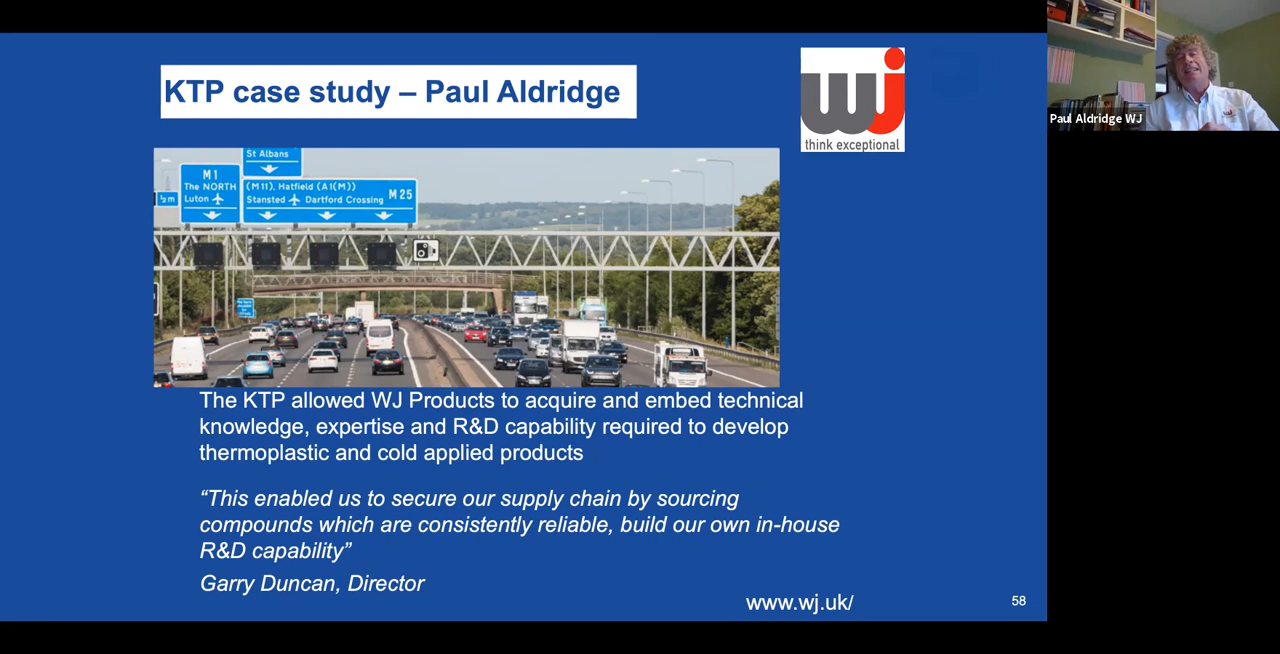 KTP case study – Paul Aldridge
wj
think exceptional
Paul Aldridge WJ
St Albans
M1
The NORTH
Luton
½m
(M11), Hatfield (A1(M))
Stansted Dartford Crossing
M25
The KTP allowed WJ Products to acquire and embed technical
knowledge, expertise and R&D capability required to develop
thermoplastic and cold applied products
“This enabled us to secure our supply chain by sourcing
compounds which are consistently reliable, build our own in-house
R&D capability”
Garry Duncan, Director
www.wj.uk/
58